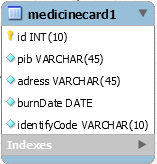 medicinecard1
id INT(10)
pib VARCHAR(45)
adress VARCHAR(45)
burnDate DATE
identifyCode VARCHAR(10)
Indexes